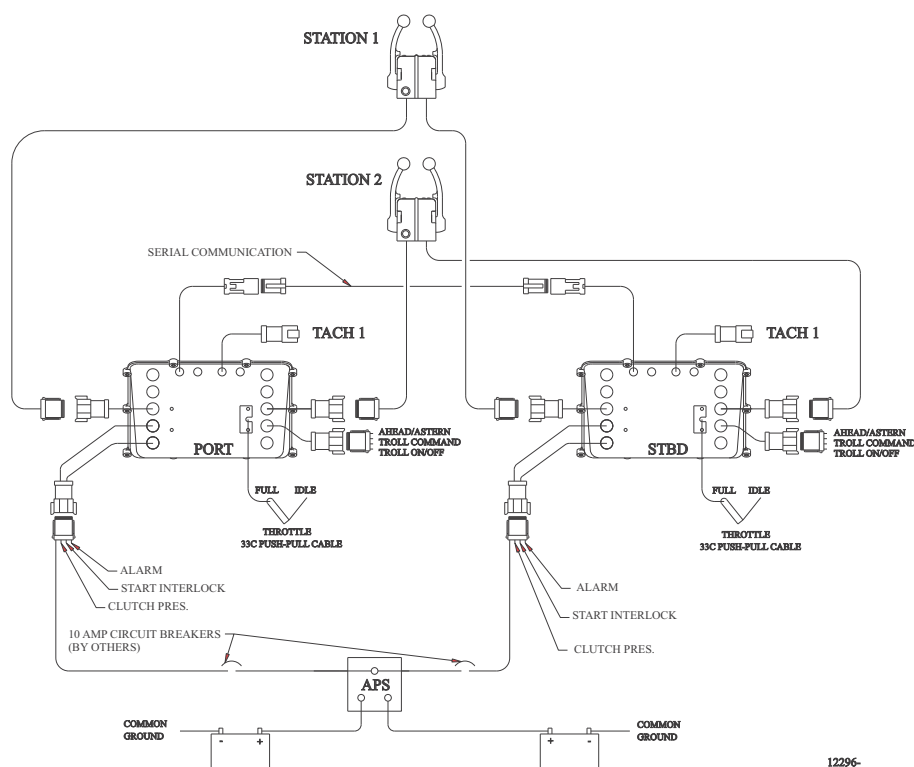 STATION 1
STATION 2
SERIAL COMMUNICATION
TACH 1
TACH 1
PORT
AHEAD/ASTERN
TROLL COMMAND
TROLL ON/OFF
STBD
AHEAD/ASTERN
TROLL COMMAND
TROLL ON/OFF
FULL IDLE
THROTTLE
33C PUSH-PULL CABLE
FULL IDLE
THROTTLE
33C PUSH-PULL CABLE
ALARM
START INTERLOCK
CLUTCH PRES.
ALARM
START INTERLOCK
CLUTCH PRES.
10 AMP CIRCUIT BREAKERS
(BY OTHERS)
APS
COMMON
GROUND
- +
+ -
COMMON
GROUND
12296-